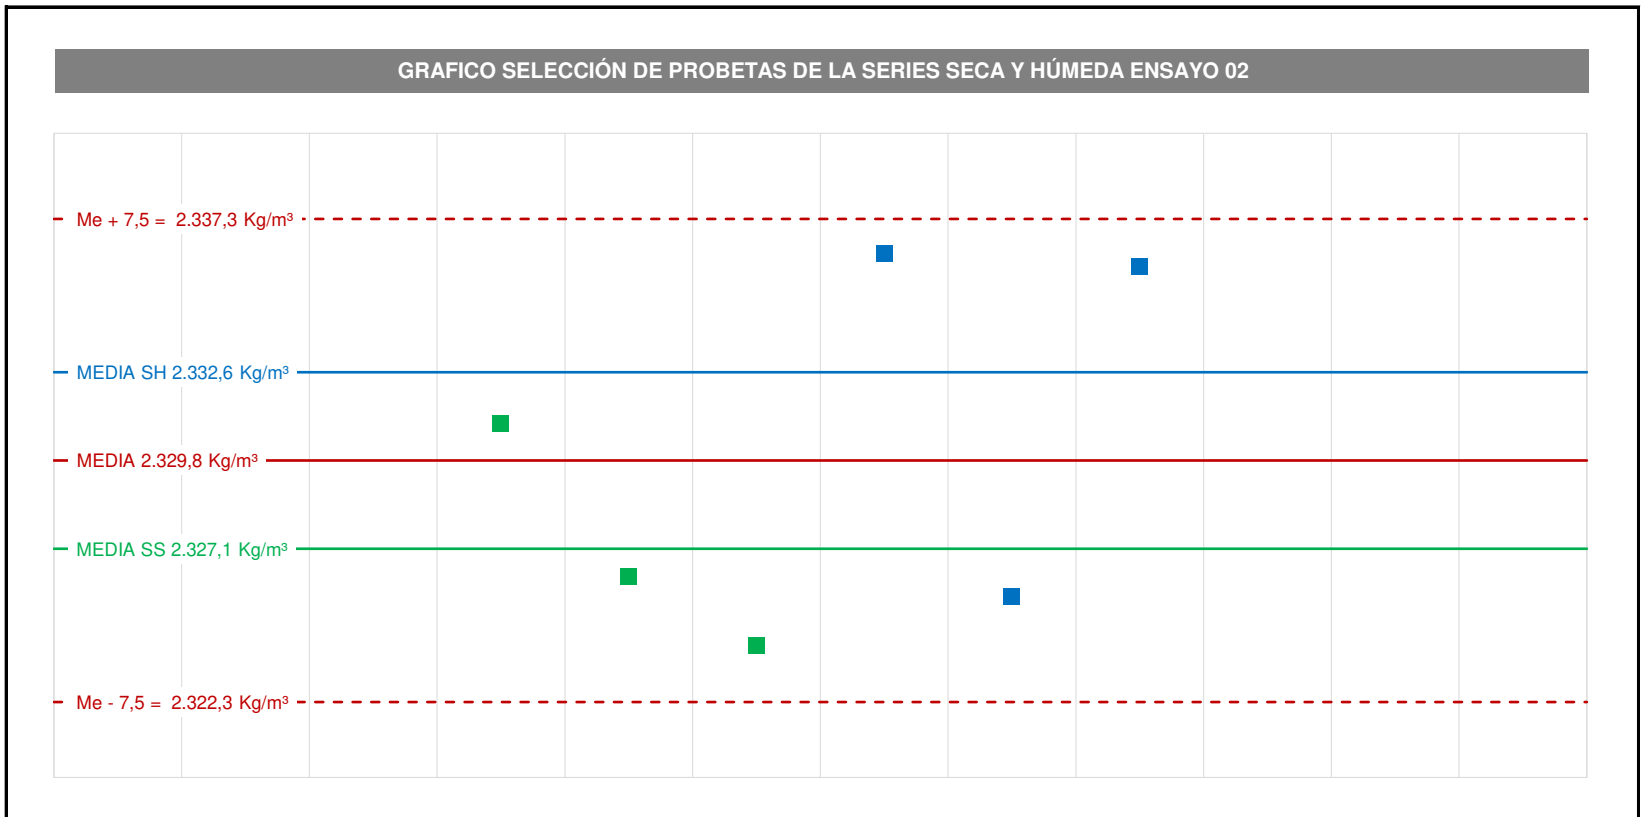 GRAFICO SELECCIÓN DE PROBETAS DE LA SERIES SECA Y HÚMEDA ENSAYO 02
Me + 7,5 = 2.337,3 Kg/m³
MEDIA SH 2.332,6 Kg/m³
MEDIA 2.329,8 Kg/m³
MEDIA SS 2.327,1 Kg/m³
Me - 7,5 = 2.322,3 Kg/m³